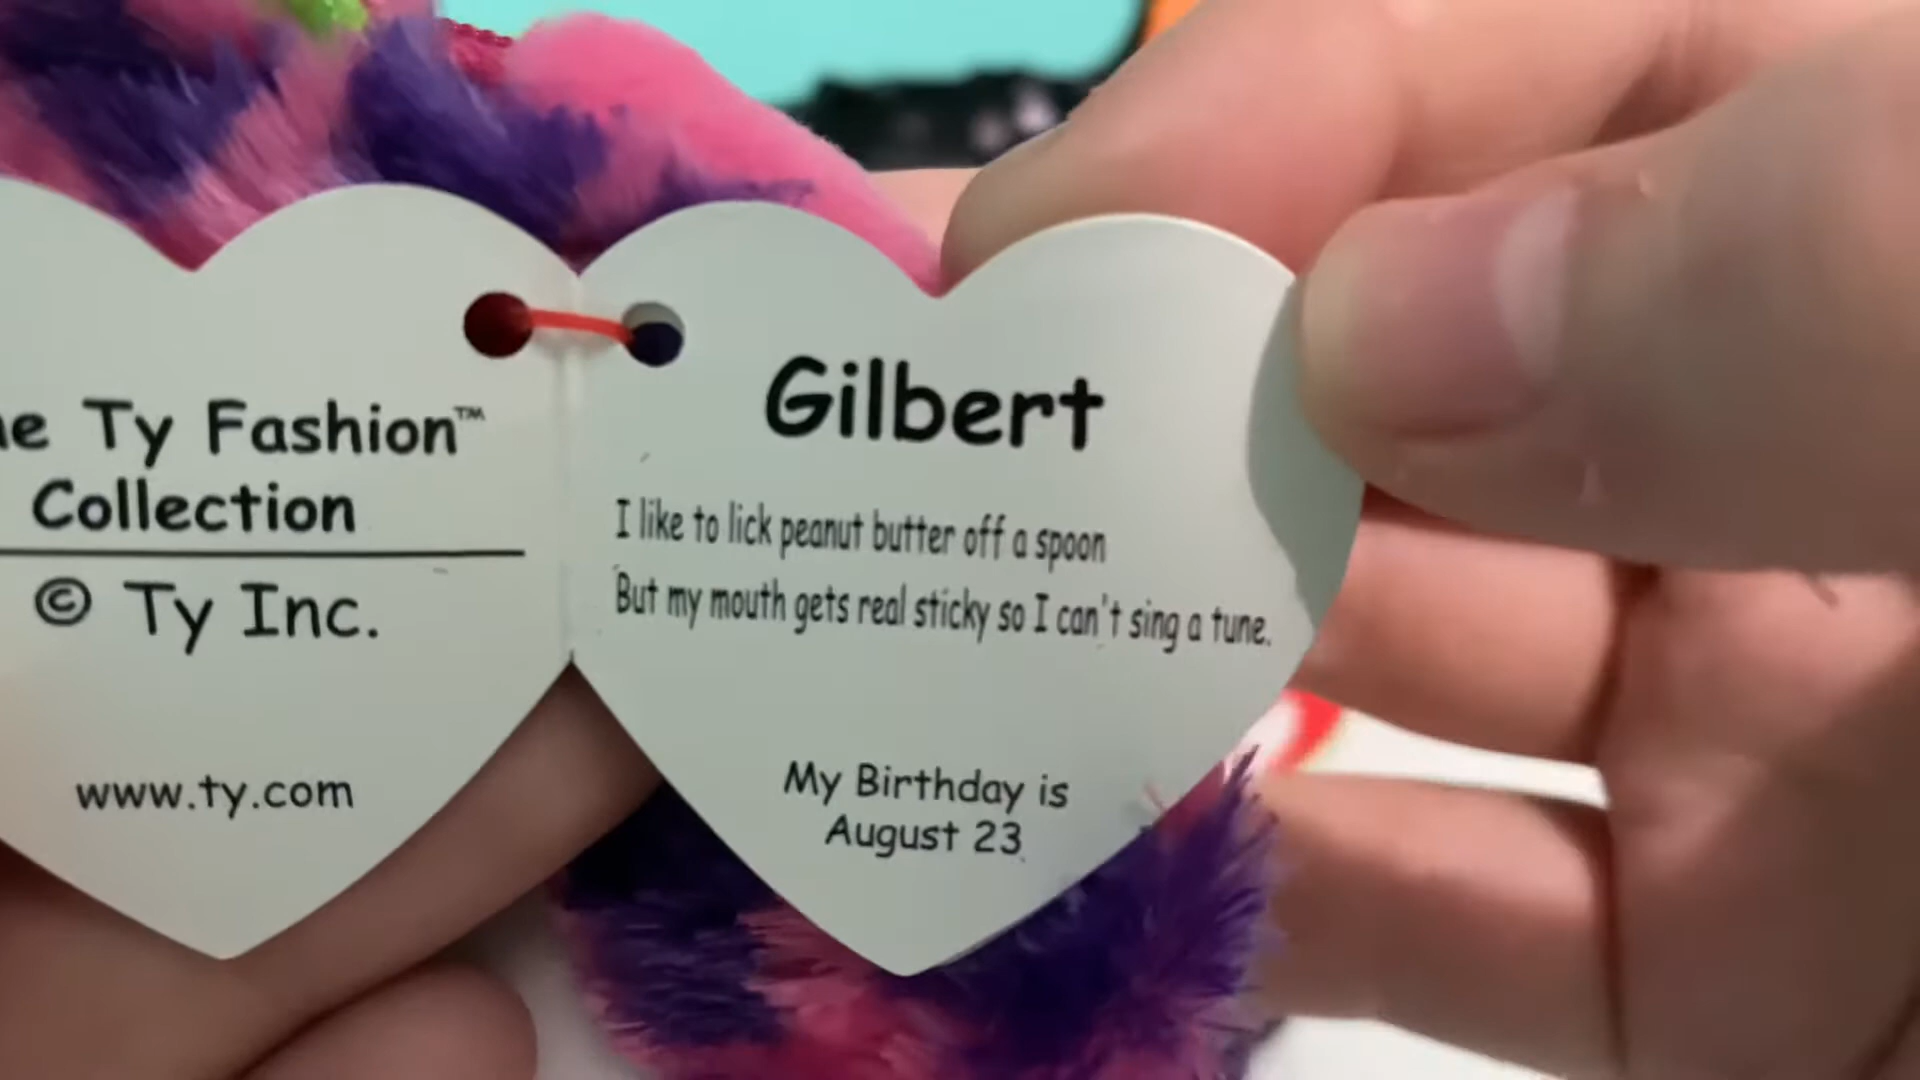 Ty Fashion™
Collection
© Ty Inc.
www.ty.com
Gilbert
I like to lick peanut butter off a spoon
But my mouth gets real sticky so I can't sing a tune.
My Birthday is
August 23